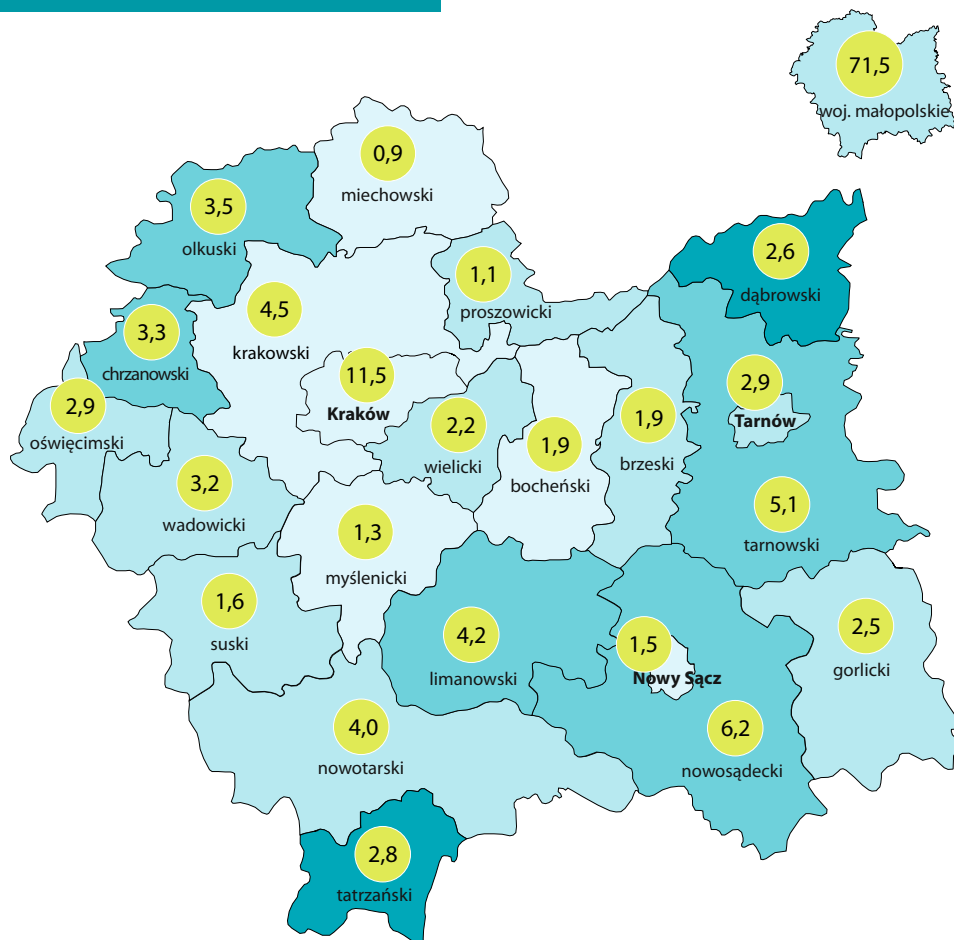 71,5
woj. małopolskie
0,9
miechowski
3,5
olkuski
2,6
dąbrowski
1,1
proszowicki
4,5
krakowski
3,3
chrzanowski
11,5
Kraków
2,9
Tarnów
2,9
oświęcimski
2,2
wielicki
1,9
bocheński
1,9
brzeski
3,2
wadowicki
5,1
tarnowski
1,3
myślenicki
1,6
suski
4,2
limanowski
1,5
Nowy Sącz
2,5
gorlicki
4,0
nowotarski
6,2
nowosądecki
2,8
tatrzański